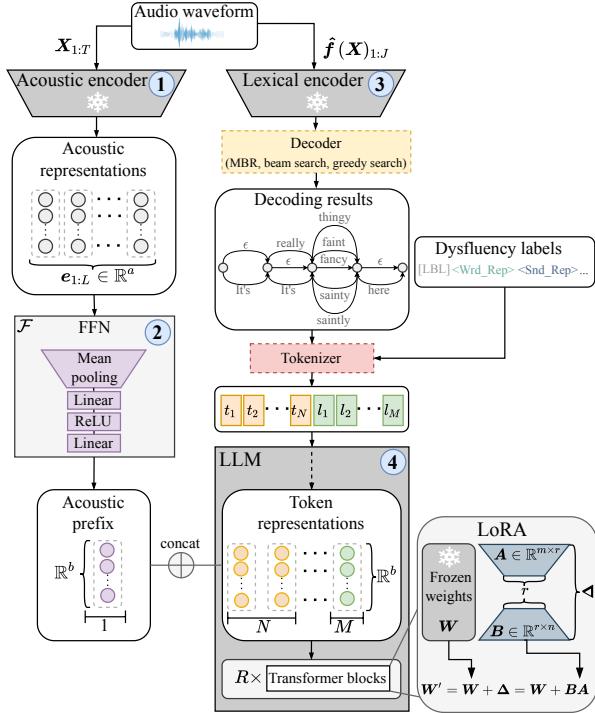 Audio waveform
X_{1:T}
f̂ (X)_{1:J}
Acoustic encoder
1
Lexical encoder
3
Acoustic
representations
e_{1:L} ∈ ℝ^a
Decoder
(MBR, beam search, greedy search)
Decoding results
thingy
ϵ
really
faint
ϵ
fancy
ϵ
It's
It's
sainty
here
saintly
Dysfluency labels
[LBL] <Wrd_Rep> <Snd_Rep>...
Tokenizer
t_1 t_2 ··· t_N l_1 l_2 ··· l_M
ℱ
FFN
2
Mean
pooling
Linear
ReLU
Linear
LLM
4
Acoustic
prefix
ℝ^b
1
concat
Token
representations
ℝ^b
N
M
R× Transformer blocks
LoRA
Frozen
weights
W
A ∈ ℝ^{m×r}
r
B ∈ ℝ^{r×n}
Δ
W' = W + Δ = W + BA